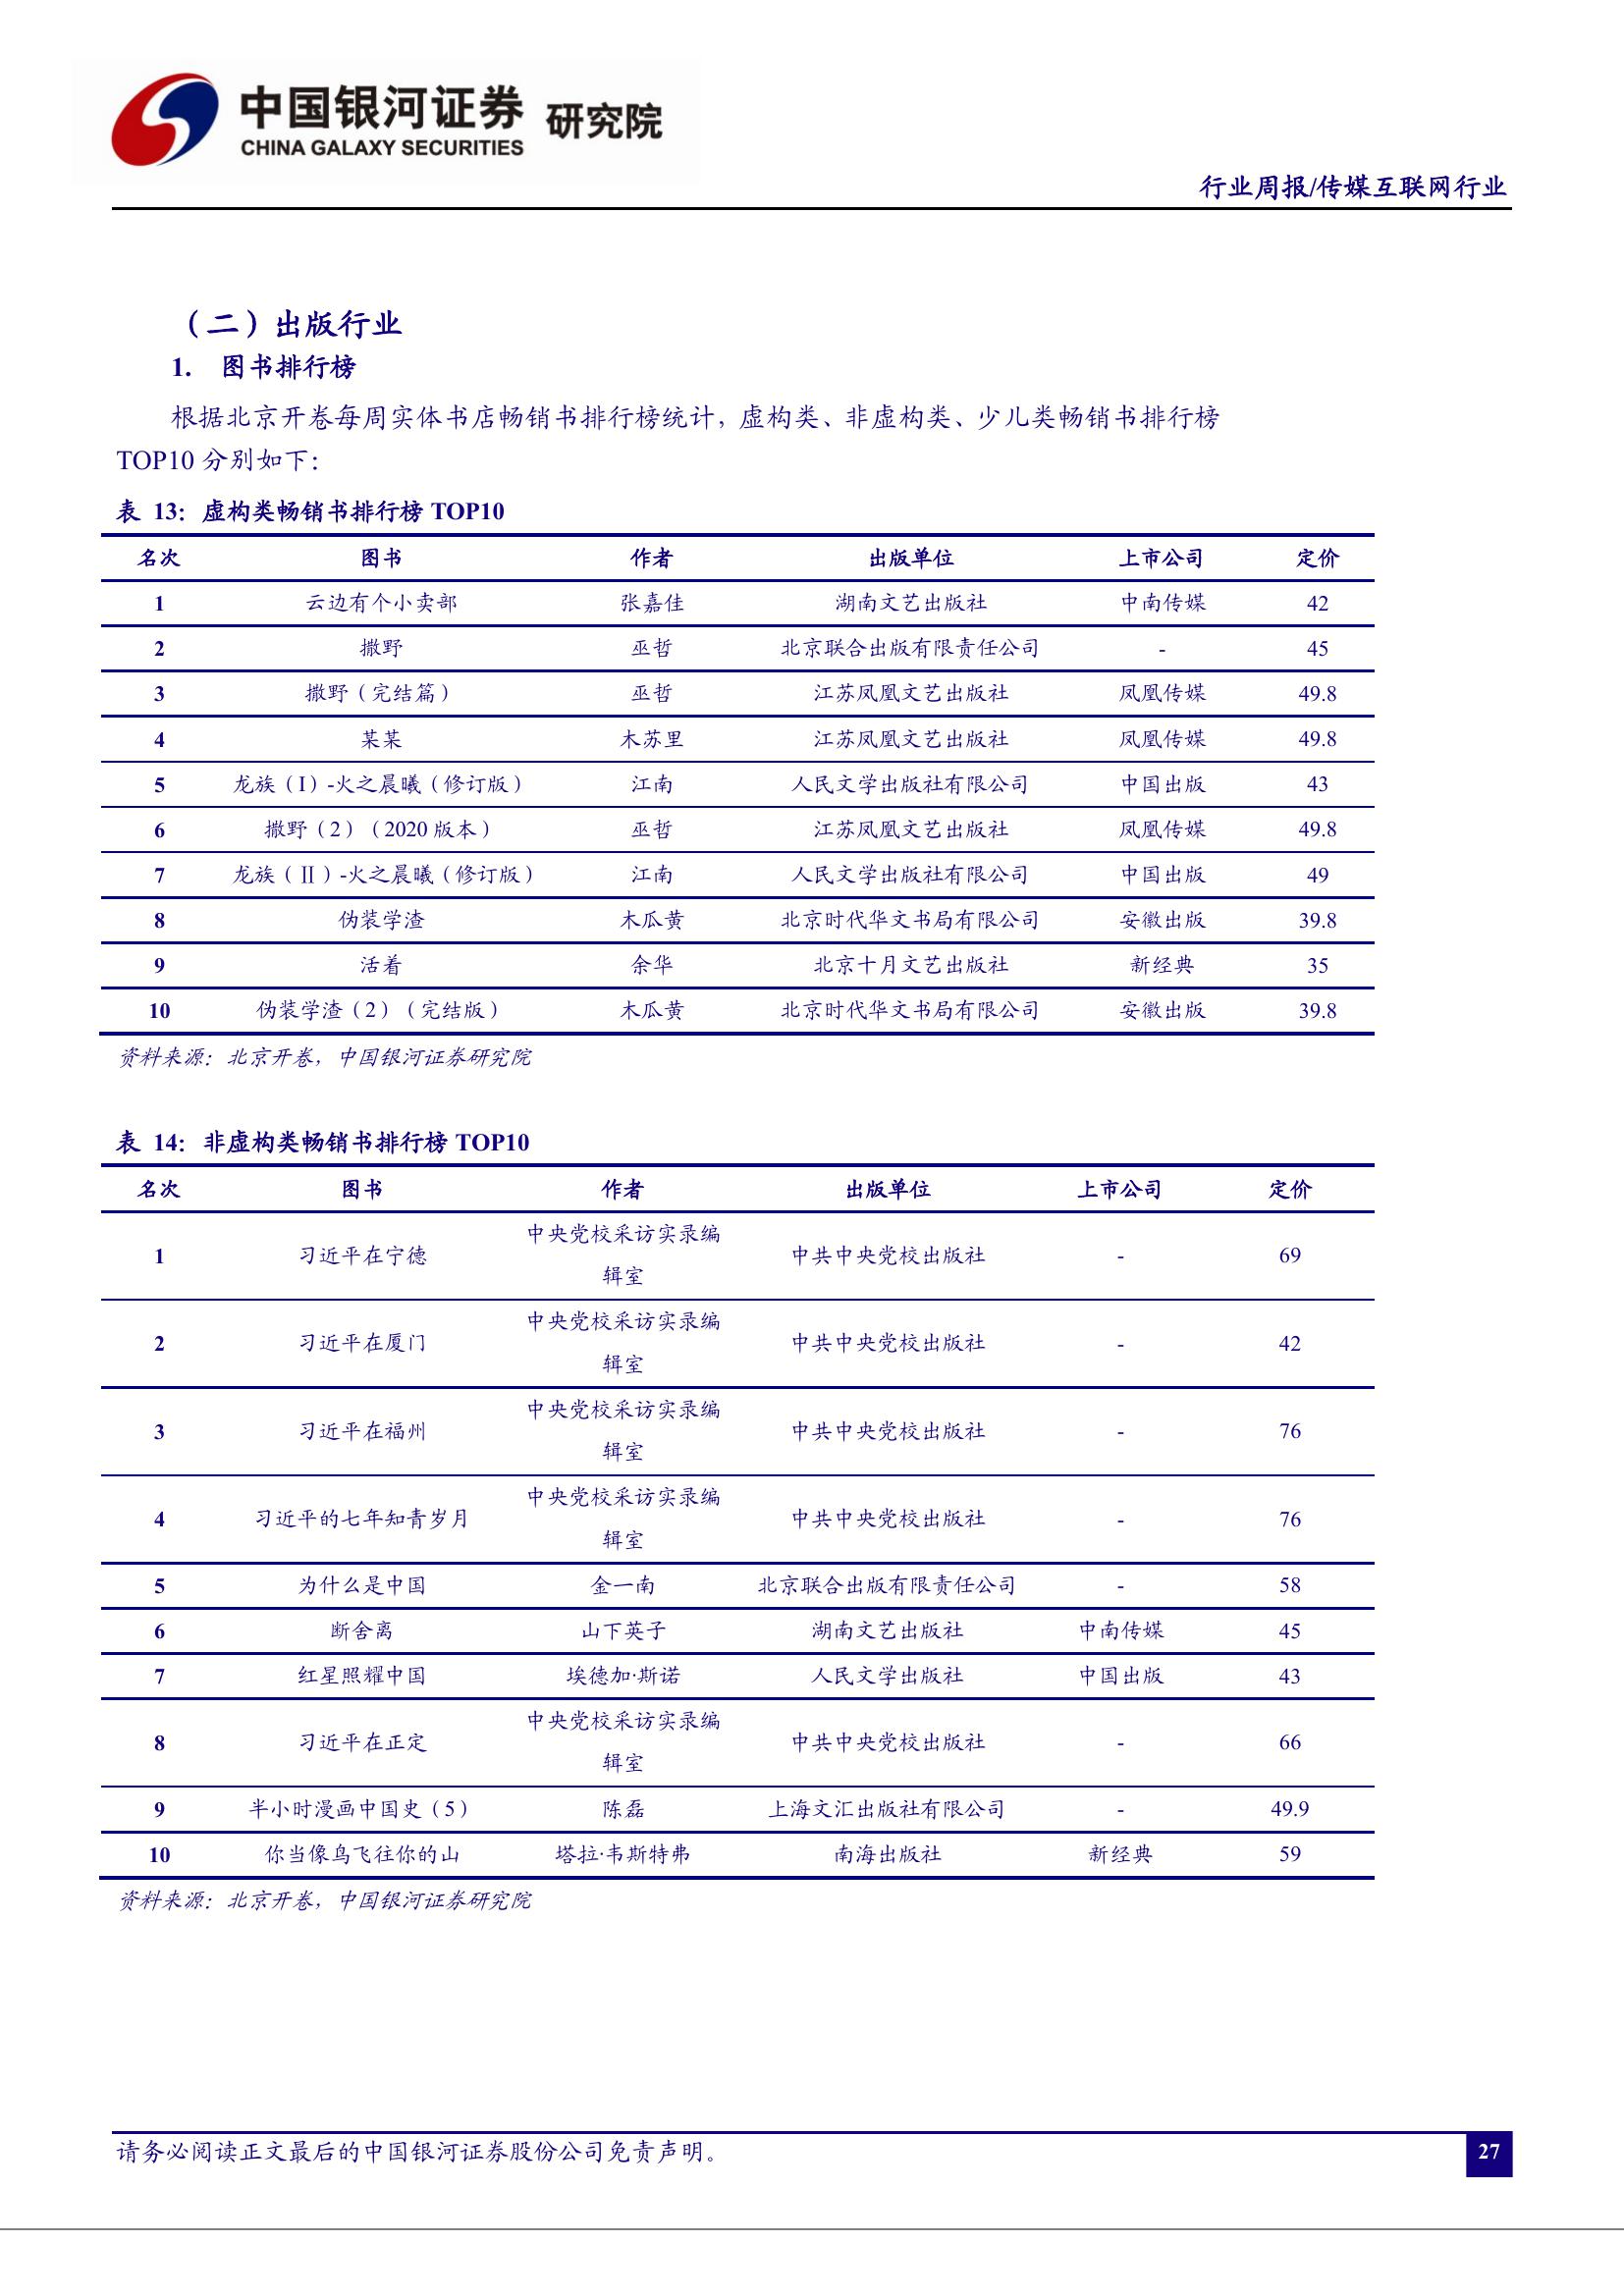 中国银河证券 研究院
CHINA GALAXY SECURITIES
行业周报/传媒互联网行业
（二）出版行业
1. 图书排行榜
根据北京开卷每周实体书店畅销书排行榜统计，虚构类、非虚构类、少儿类畅销书排行榜
TOP10 分别如下：
表 13：虚构类畅销书排行榜 TOP10
名次 图书 作者 出版单位 上市公司 定价
1 云边有个小卖部 张嘉佳 湖南文艺出版社 中南传媒 42
2 撒野 巫哲 北京联合出版有限责任公司 - 45
3 撒野（完结篇） 巫哲 江苏凤凰文艺出版社 凤凰传媒 49.8
4 某某 木苏里 江苏凤凰文艺出版社 凤凰传媒 49.8
5 龙族（I）-火之晨曦（修订版） 江南 人民文学出版社有限公司 中国出版 43
6 撒野（2）（2020 版本） 巫哲 江苏凤凰文艺出版社 凤凰传媒 49.8
7 龙族（Ⅱ）-火之晨曦（修订版） 江南 人民文学出版社有限公司 中国出版 49
8 伪装学渣 木瓜黄 北京时代华文书局有限公司 安徽出版 39.8
9 活着 余华 北京十月文艺出版社 新经典 35
10 伪装学渣（2）（完结版） 木瓜黄 北京时代华文书局有限公司 安徽出版 39.8
资料来源：北京开卷，中国银河证券研究院
表 14：非虚构类畅销书排行榜 TOP10
名次 图书 作者 出版单位 上市公司 定价
中央党校采访实录编
1 习近平在宁德 中共中央党校出版社 - 69
辑室
中央党校采访实录编
2 习近平在厦门 中共中央党校出版社 - 42
辑室
中央党校采访实录编
3 习近平在福州 中共中央党校出版社 - 76
辑室
中央党校采访实录编
4 习近平的七年知青岁月 中共中央党校出版社 - 76
辑室
5 为什么是中国 金一南 北京联合出版有限责任公司 - 58
6 断舍离 山下英子 湖南文艺出版社 中南传媒 45
7 红星照耀中国 埃德加·斯诺 人民文学出版社 中国出版 43
中央党校采访实录编
8 习近平在正定 中共中央党校出版社 - 66
辑室
9 半小时漫画中国史（5） 陈磊 上海文汇出版社有限公司 - 49.9
10 你当像鸟飞往你的山 塔拉·韦斯特弗 南海出版社 新经典 59
资料来源：北京开卷，中国银河证券研究院
请务必阅读正文最后的中国银河证券股份公司免责声明。
27